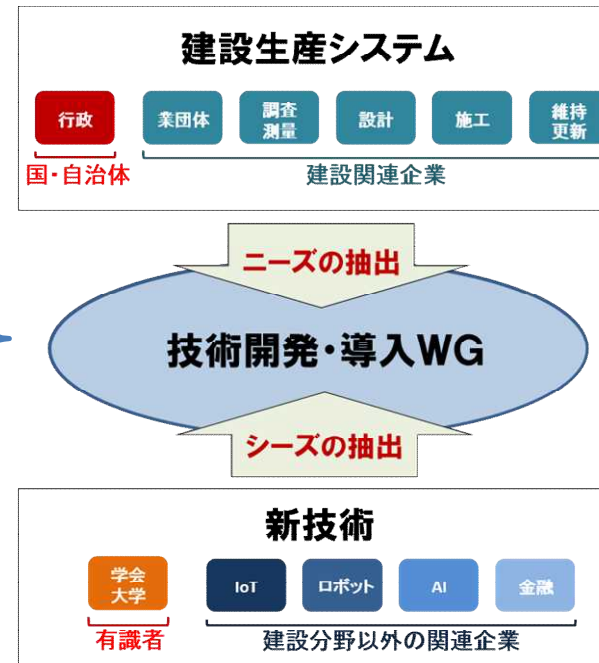 建設生産システム
行政
業団体
調査
測量
設計
施工
維持
更新
国・自治体
建設関連企業
ニーズの抽出
技術開発・導入WG
シーズの抽出
新技術
学会
大学
IoT
ロボット
AI
金融
有識者
建設分野以外の関連企業